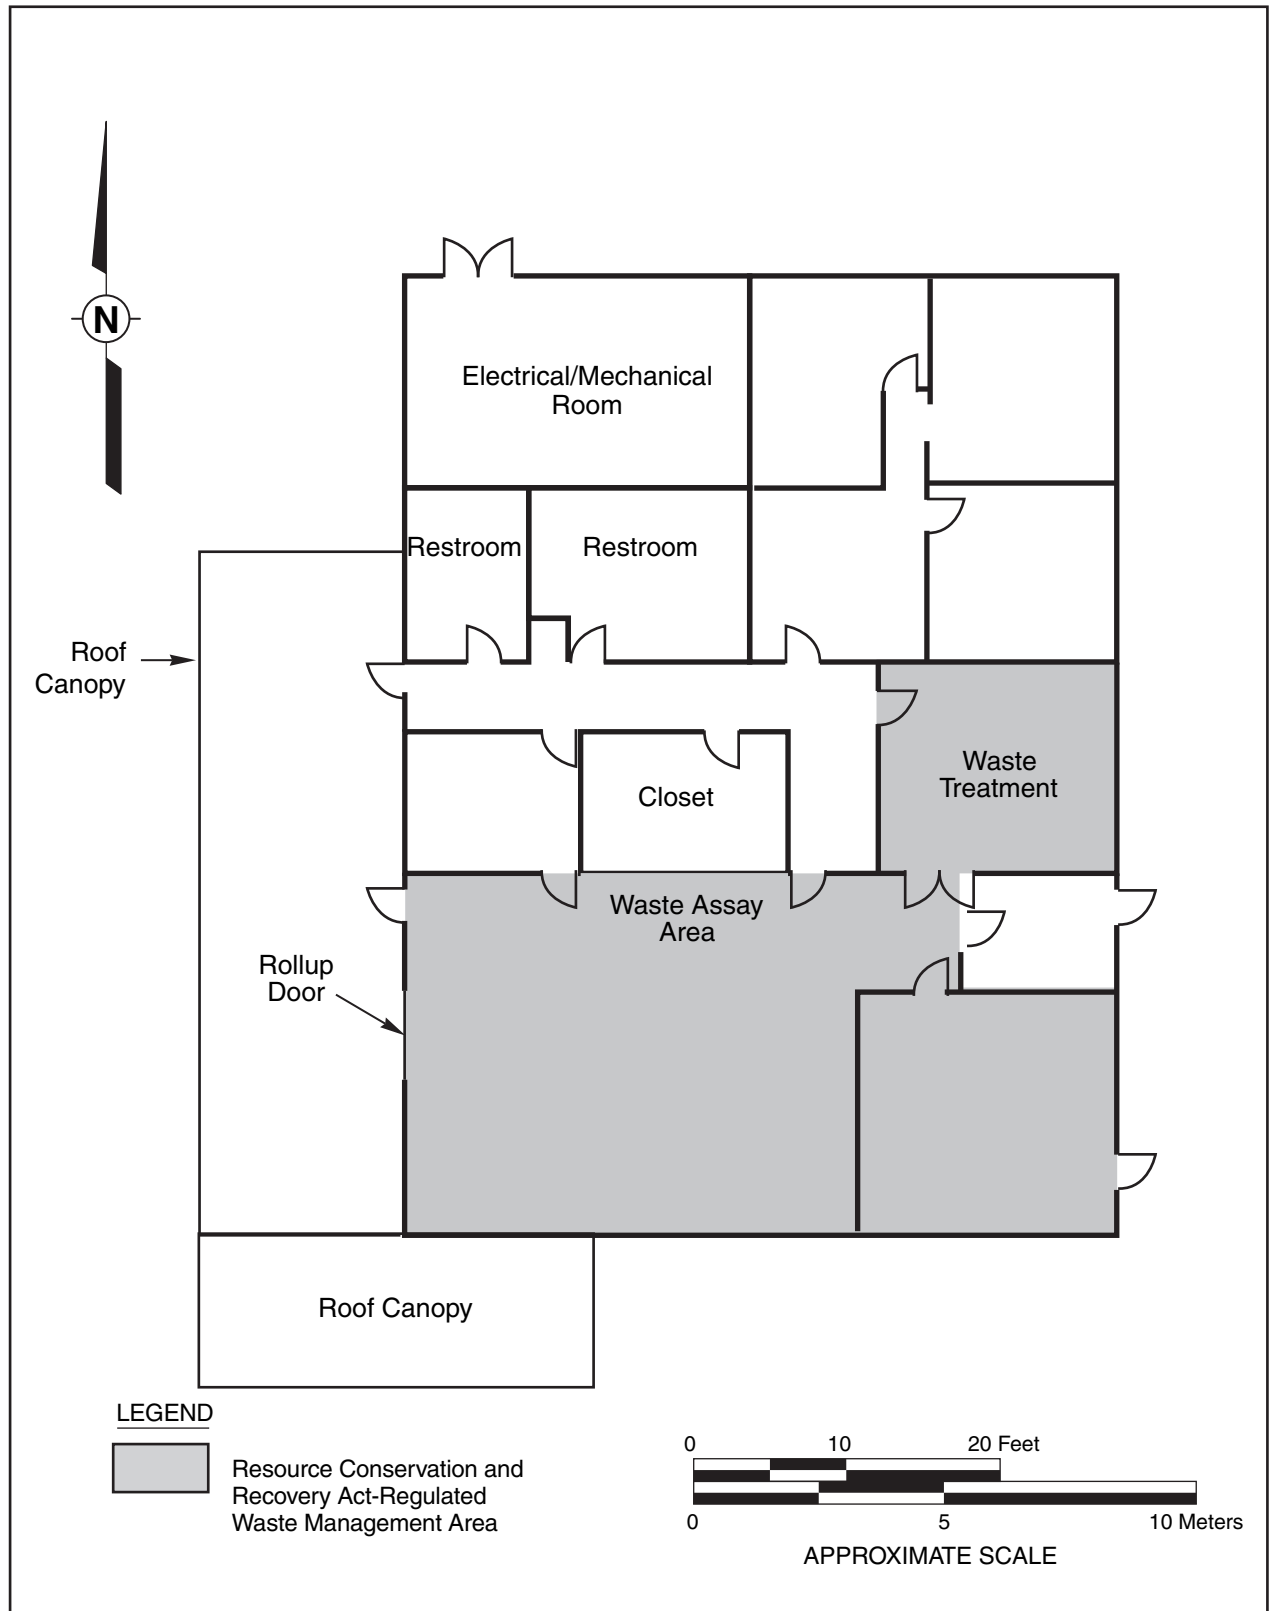 N
Electrical/Mechanical
Room
Restroom
Restroom
Roof
Canopy
Waste
Treatment
Closet
Waste Assay
Area
Rollup
Door
Roof Canopy
LEGEND
Resource Conservation and
Recovery Act-Regulated
Waste Management Area
0 10 20 Feet
0 5 10 Meters
APPROXIMATE SCALE